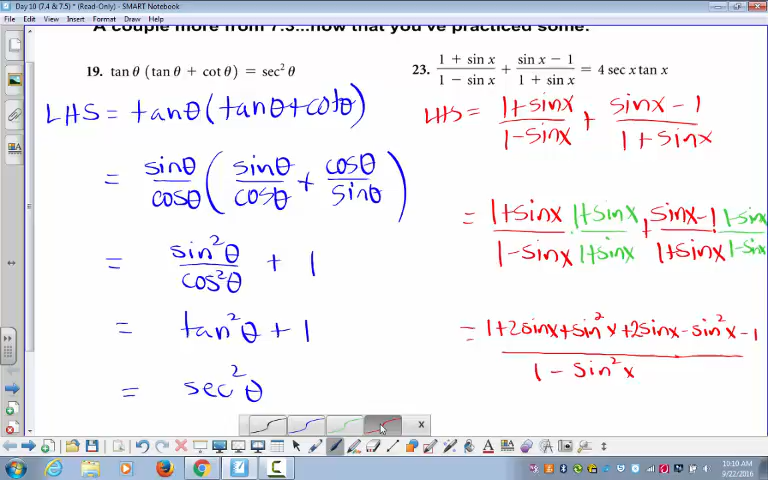 Day 10 (7.4 & 7.5) * [Read-Only] - SMART Notebook
File Edit View Insert Format Draw Help
A couple more from 7.3...now that you've practiced some:
19. tan θ (tan θ + cot θ) = sec² θ
LHS = tanθ(tanθ+cotθ)
= sinθ/cosθ (sinθ/cosθ + cosθ/sinθ)
= sin²θ/cos²θ + 1
= tan²θ + 1
= sec²θ
23. (1 + sin x)/(1 − sin x) + (sin x − 1)/(1 + sin x) = 4 sec x tan x
LHS = (1+sinx)/(1-sinx) + (sinx-1)/(1+sinx)
= (1+sinx)/(1-sinx) · (1+sinx)/(1+sinx) + (sinx-1)/(1+sinx) · (1-sinx)/(1-sinx)
= (1+2sinx+sin²x+2sinx-sin²x-1)/(1-sin²x)
10:10 AM
9/22/2016